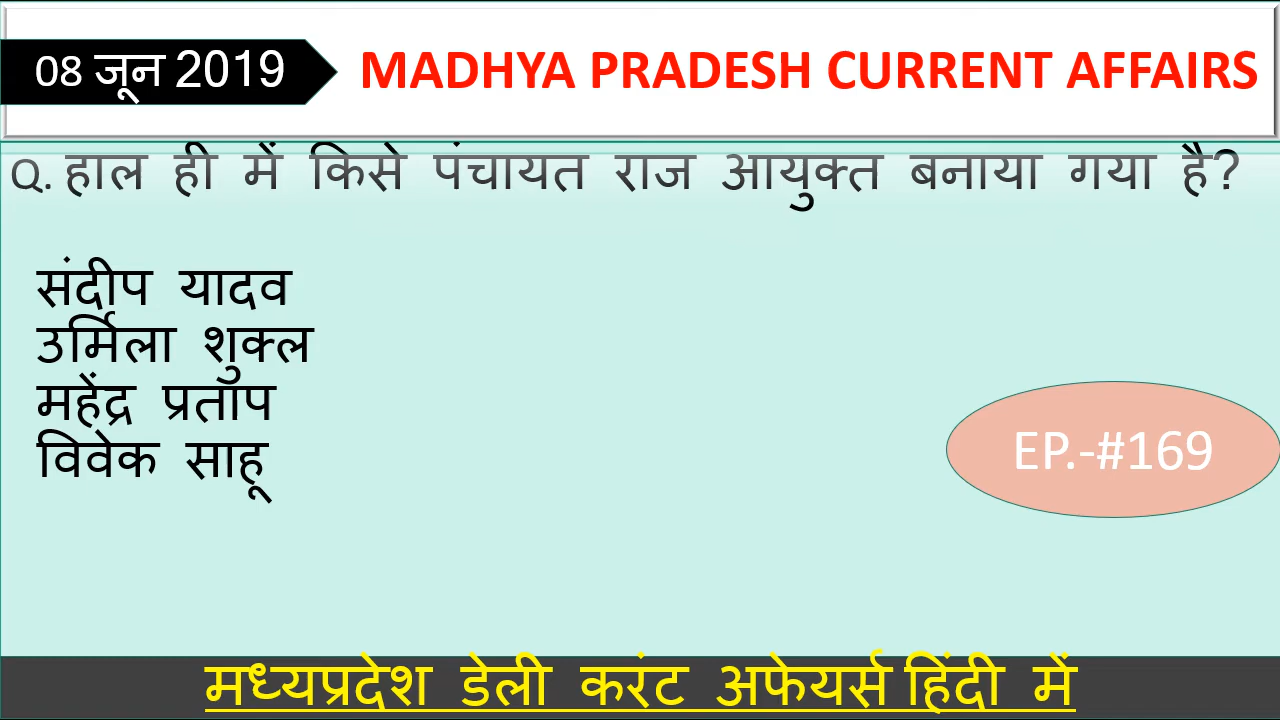 08 जून 2019
MADHYA PRADESH CURRENT AFFAIRS
Q. हाल ही में किसे पंचायत राज आयुक्त बनाया गया है?
संदीप यादव
उर्मिला शुक्ल
महेंद्र प्रताप
विवेक साहू
EP.-#169
मध्यप्रदेश डेली करंट अफेयर्स हिंदी में